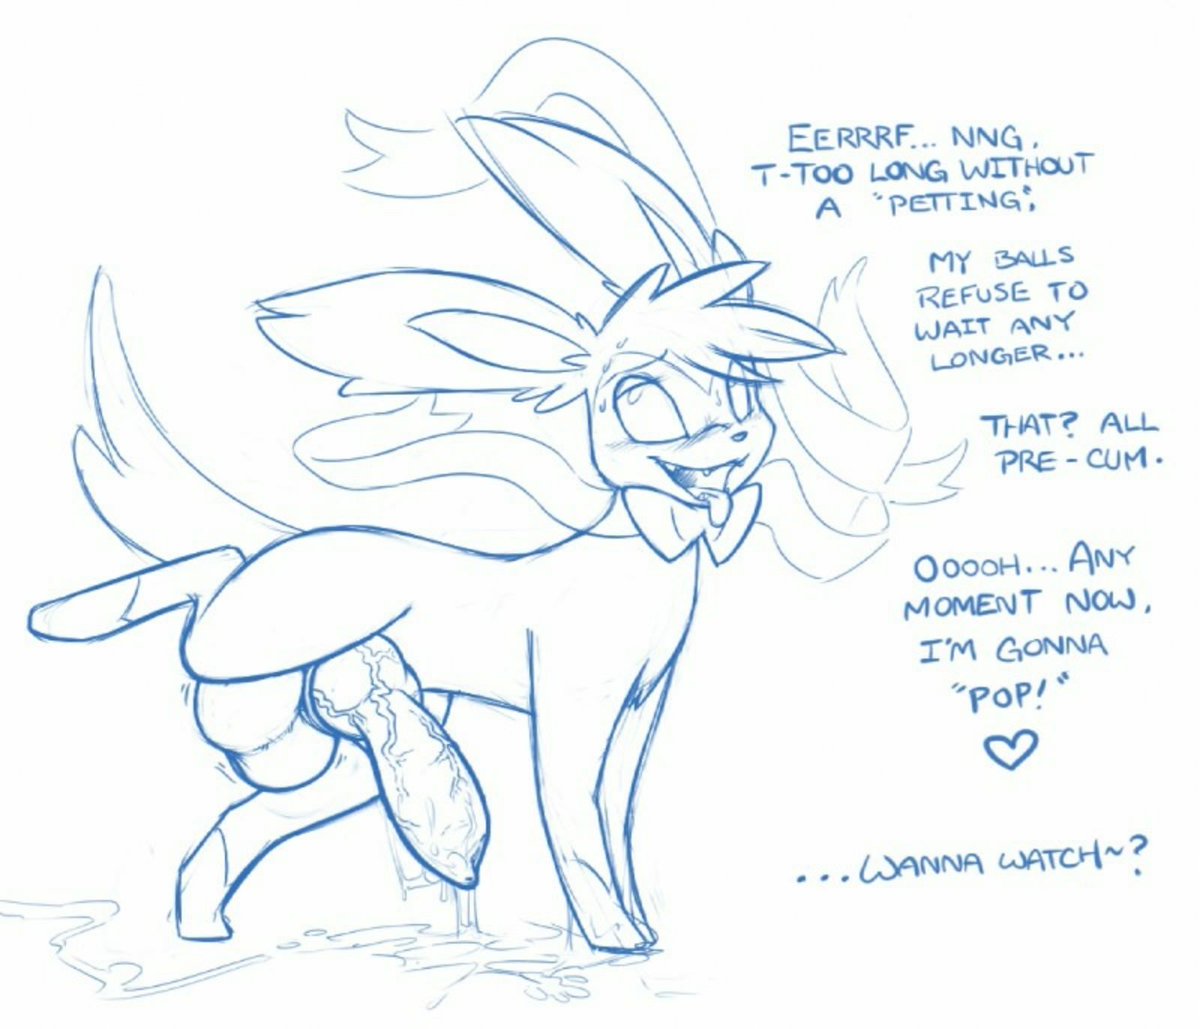 EERRRF... NNG.
T-TOO LONG WITHOUT
A "PETTING".
MY BALLS
REFUSE TO
WAIT ANY
LONGER...
THAT? ALL
PRE-CUM.
OOOOH... ANY
MOMENT NOW,
I'M GONNA
"POP!"
♡
...WANNA WATCH~?